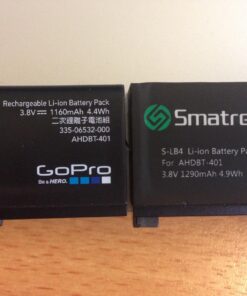 Rechargeable Li-ion Battery Pack
3.8V ⎓ 1160mAh 4.4Wh
二次鋰離子電池組
335-06532-000
AHDBT-401
GoPro
Be a HERO.
Smatre
S-LB4 Li-ion Battery Pa
For AHDBT-401
3.8V 1290mAh 4.9Wh